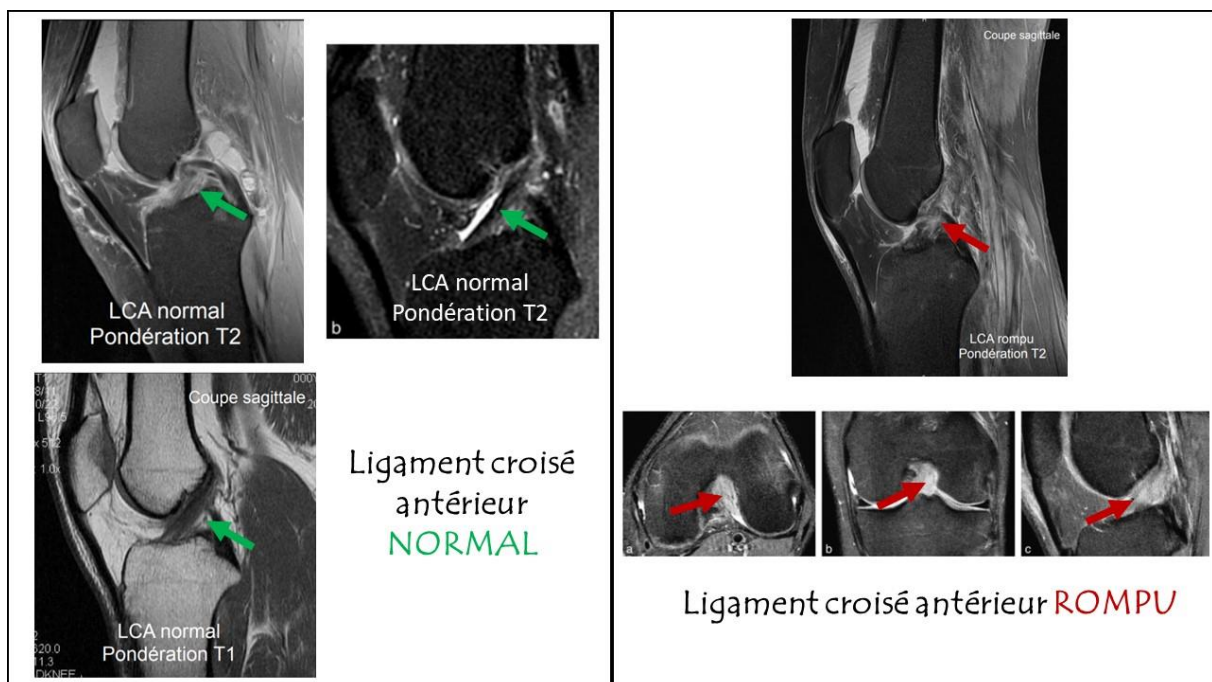 LCA normal
Pondération T2
LCA normal
Pondération T2
b
Coupe sagittale
LCA normal
Pondération T1
Ligament croisé
antérieur
NORMAL
Coupe sagittale
LCA rompu
Pondération T2
a
b
c
Ligament croisé antérieur ROMPU